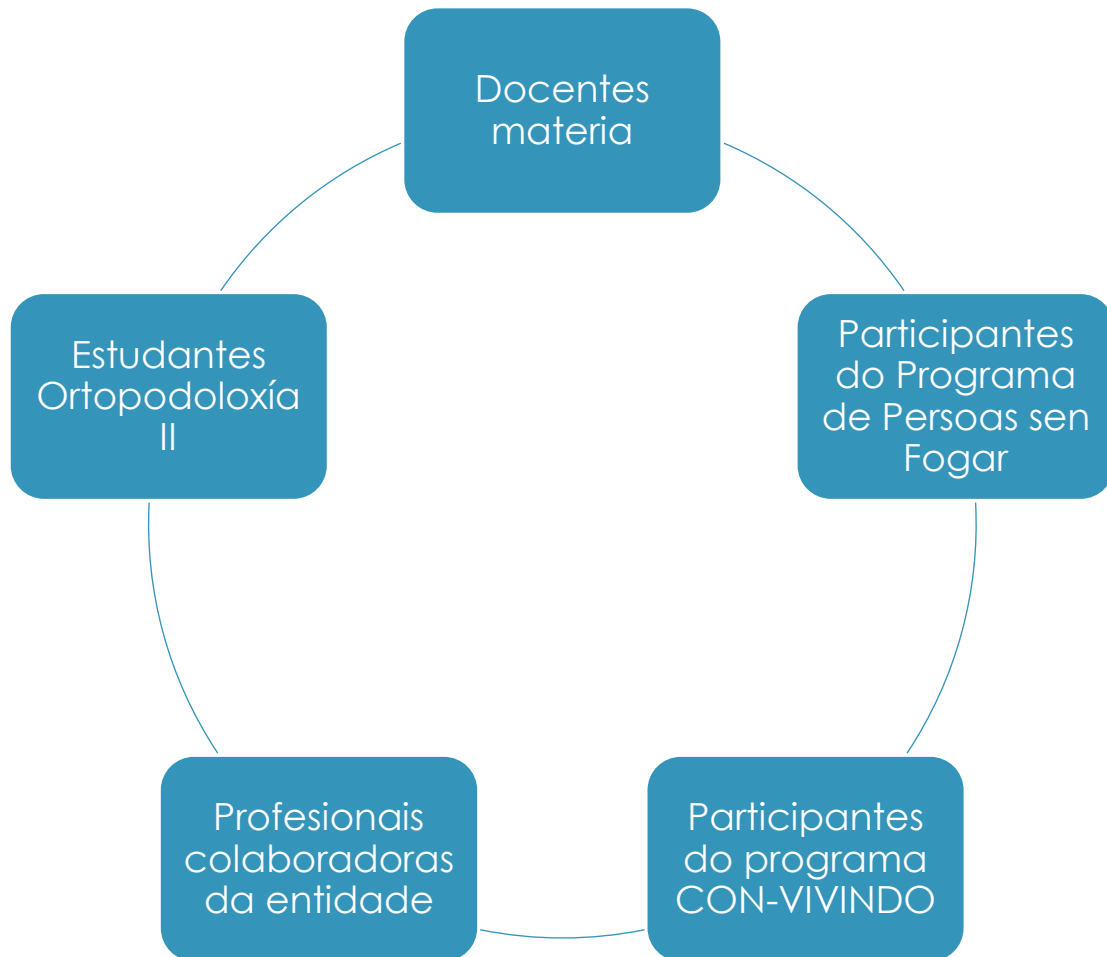 Docentes
materia
Participantes
do Programa
de Persoas sen
Fogar
Participantes
do programa
CON-VIVINDO
Profesionais
colaboradoras
da entidade
Estudantes
Ortopodoloxía
II